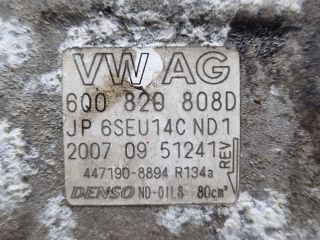 VW AG
6Q0 820 808D
JP 6SEU14C ND1
2007 09 51241
REV
447190-8894 R134a
DENSO ND-OIL8 80cm³